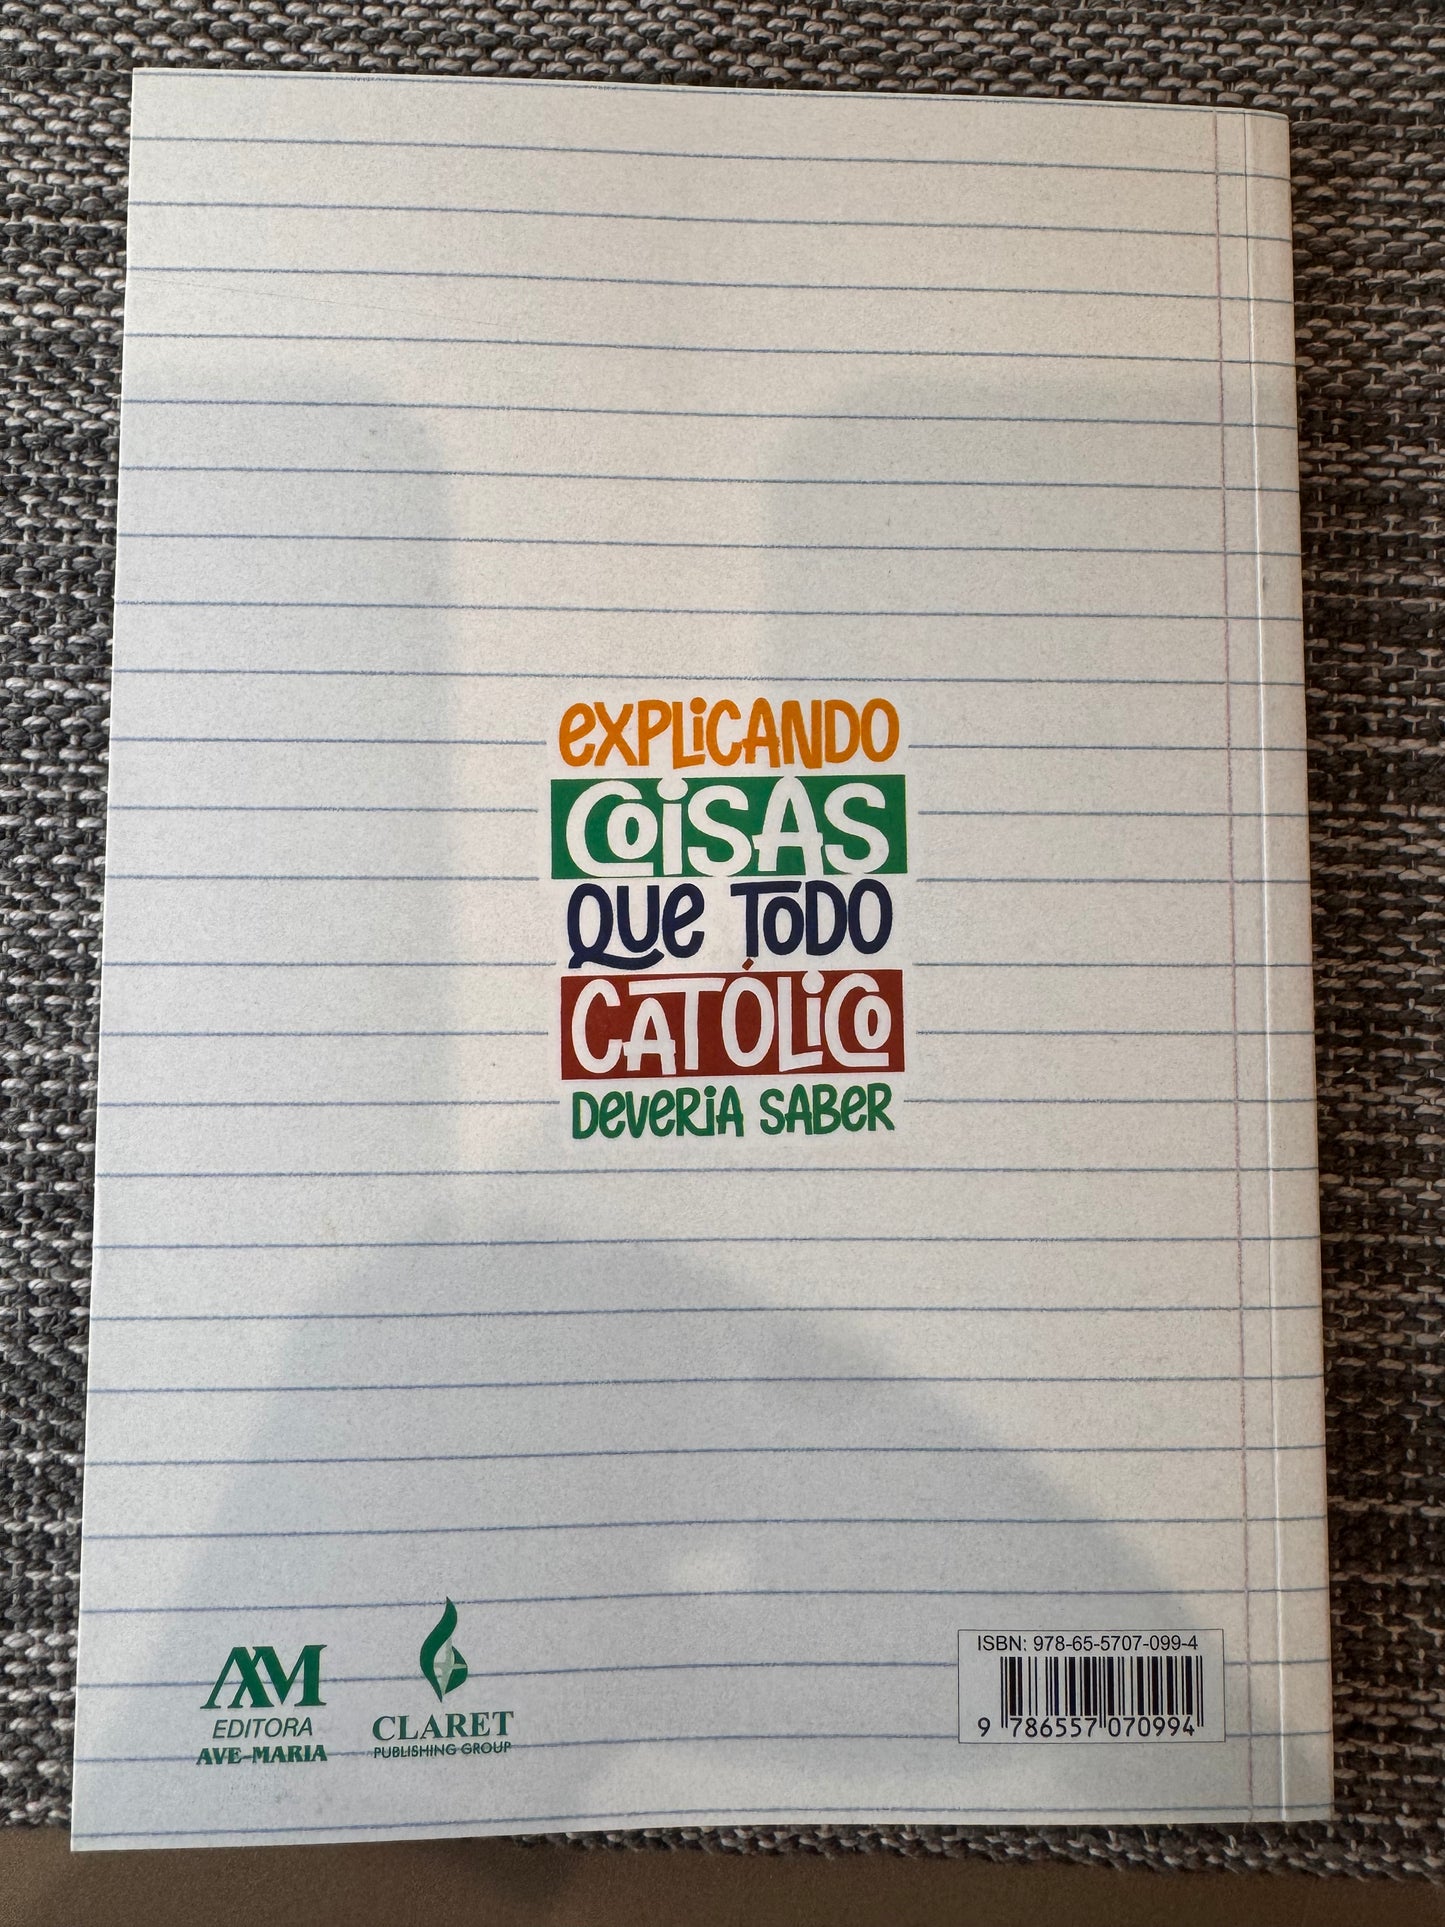 EXPLICANDO
COISAS
QUE TODO
CATÓLICO
DEVERIA SABER
AM
EDITORA
AVE-MARIA
CLARET
PUBLISHING GROUP
ISBN: 978-65-5707-099-4
9 786557 070994